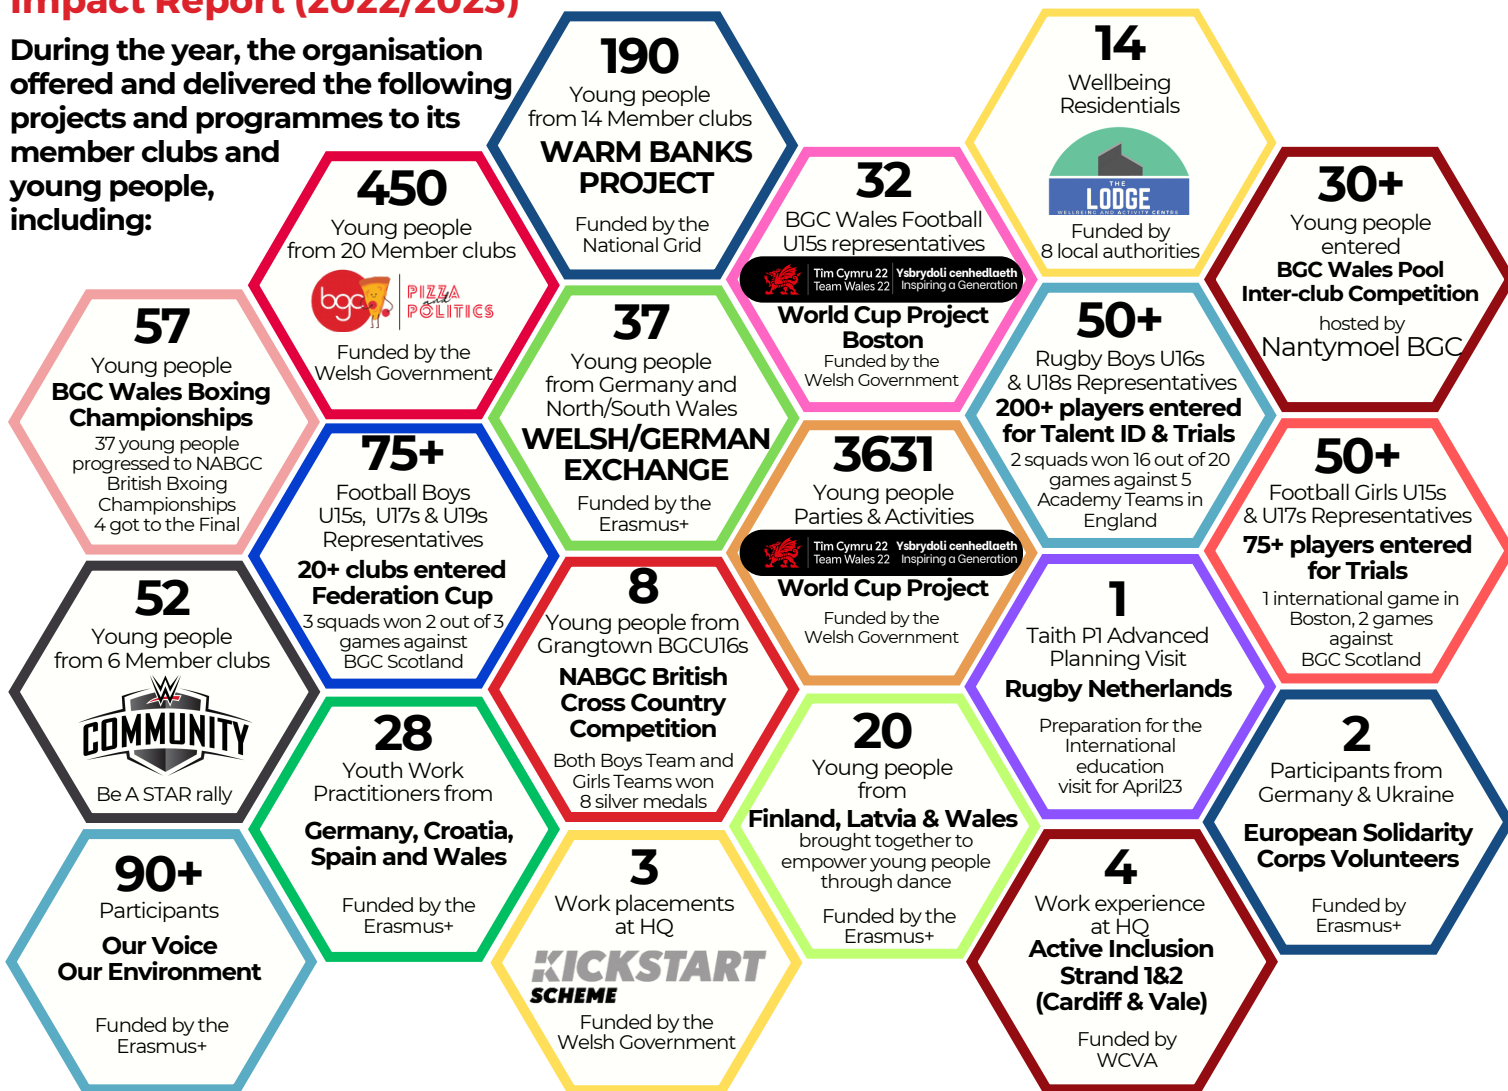 Impact Report (2022/2023)
During the year, the organisation
offered and delivered the following
projects and programmes to its
member clubs and
young people,
including:
190
Young people
from 14 Member clubs
WARM BANKS
PROJECT
Funded by the
National Grid
14
Wellbeing
Residentials
THE
LODGE
WELLBEING AND ACTIVITY CENTRE
Funded by
8 local authorities
450
Young people
from 20 Member clubs
bgc
PIZZA
and
POLITICS
Funded by the
Welsh Government
32
BGC Wales Football
U15s representatives
Tim Cymru 22
Team Wales 22
Ysbrydoli cenhedlaeth
Inspiring a Generation
World Cup Project
Boston
Funded by the
Welsh Government
30+
Young people
entered
BGC Wales Pool
Inter-club Competition
hosted by
Nantymoel BGC
57
Young people
BGC Wales Boxing
Championships
37 young people
progressed to NABGC
British Bxoing
Championships
4 got to the Final
37
Young people
from Germany and
North/South Wales
WELSH/GERMAN
EXCHANGE
Funded by the
Erasmus+
50+
Rugby Boys U16s
& U18s Representatives
200+ players entered
for Talent ID & Trials
2 squads won 16 out of 20
games against 5
Academy Teams in
England
75+
Football Boys
U15s, U17s & U19s
Representatives
20+ clubs entered
Federation Cup
3 squads won 2 out of 3
games against
BGC Scotland
3631
Young people
Parties & Activities
Tim Cymru 22
Team Wales 22
Ysbrydoli cenhedlaeth
Inspiring a Generation
World Cup Project
Funded by the
Welsh Government
50+
Football Girls U15s
& U17s Representatives
75+ players entered
for Trials
1 international game in
Boston, 2 games
against
BGC Scotland
52
Young people
from 6 Member clubs
W
COMMUNITY
Be A STAR rally
8
Young people from
Grangtown BGCU16s
NABGC British
Cross Country
Competition
Both Boys Team and
Girls Teams won
8 silver medals
1
Taith P1 Advanced
Planning Visit
Rugby Netherlands
Preparation for the
International
education
visit for April23
28
Youth Work
Practitioners from
Germany, Croatia,
Spain and Wales
Funded by the
Erasmus+
20
Young people
from
Finland, Latvia & Wales
brought together to
empower young people
through dance
Funded by the
Erasmus+
2
Participants from
Germany & Ukraine
European Solidarity
Corps Volunteers
Funded by
Erasmus+
90+
Participants
Our Voice
Our Environment
Funded by the
Erasmus+
3
Work placements
at HQ
KICKSTART
SCHEME
Funded by the
Welsh Government
4
Work experience
at HQ
Active Inclusion
Strand 1&2
(Cardiff & Vale)
Funded by
WCVA